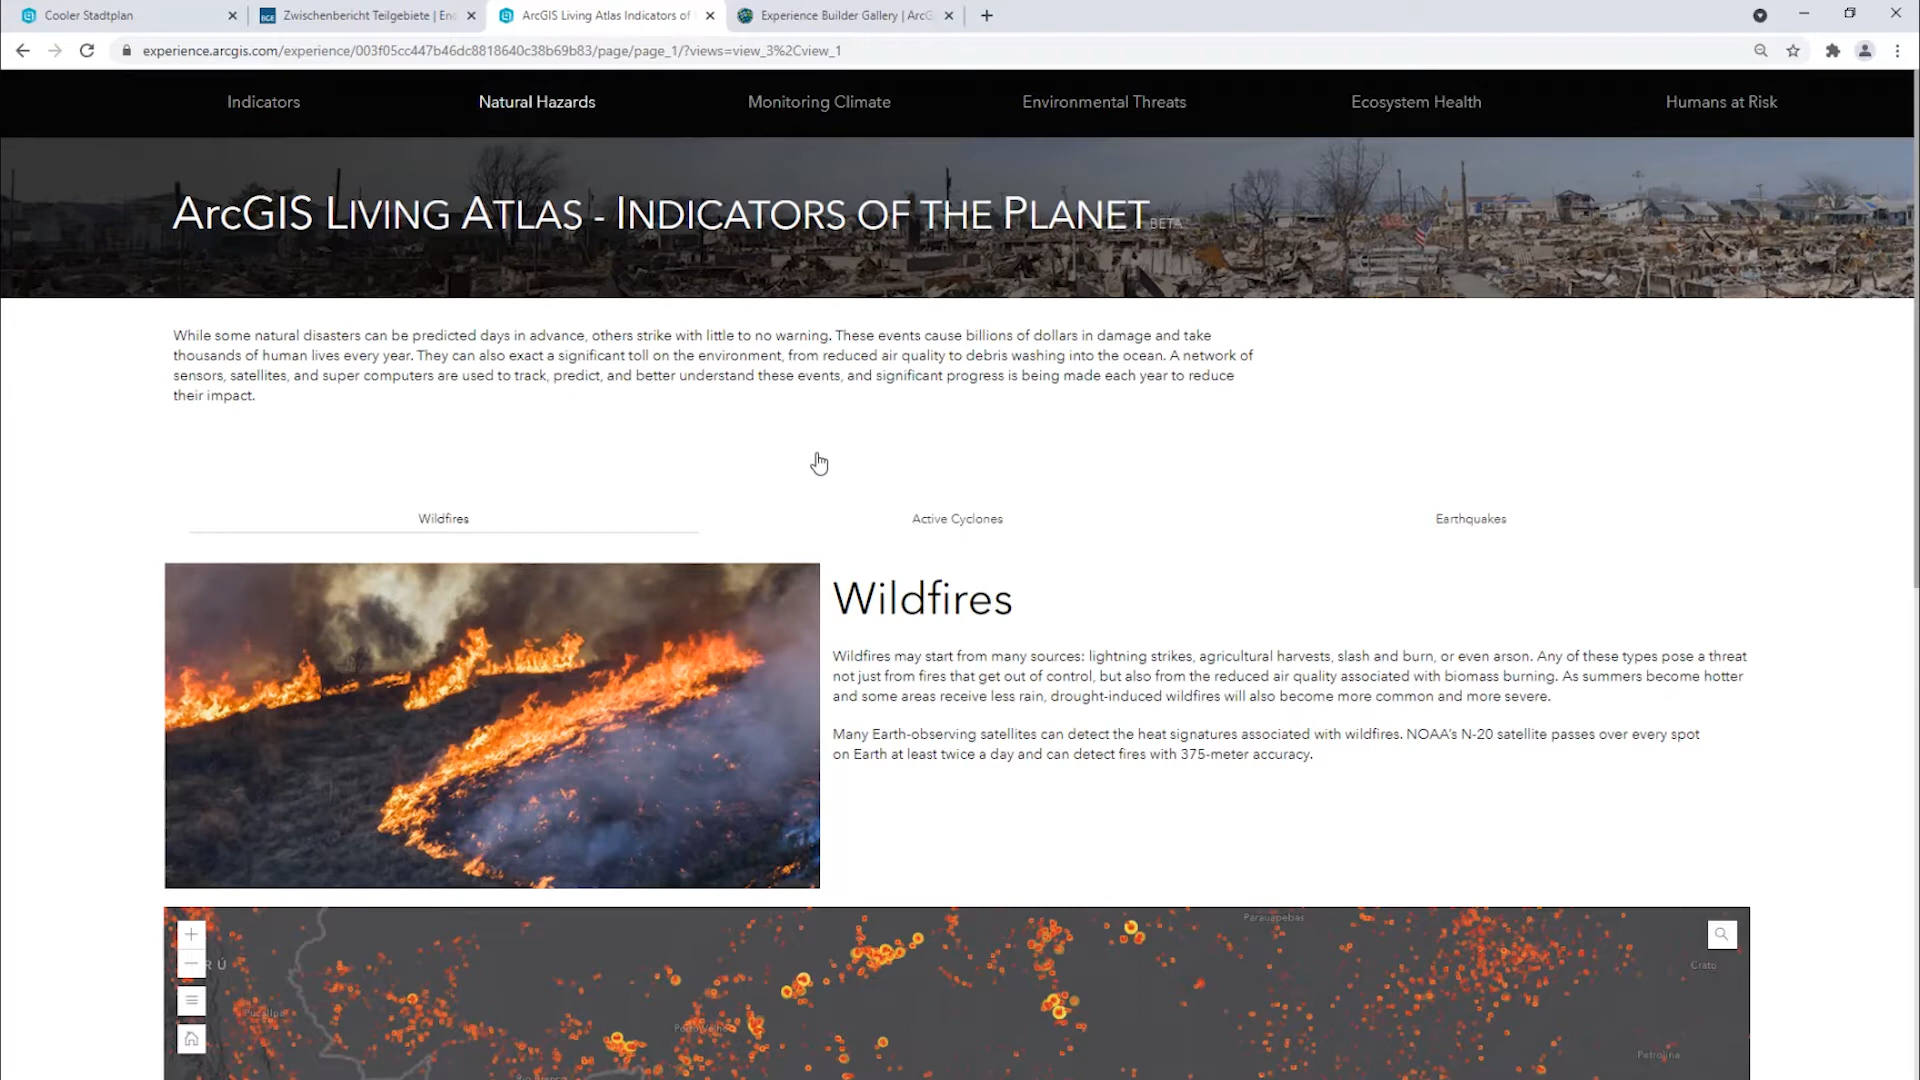 Cooler Stadtplan
BGE
Zwischenbericht Teilgebiete | En
ArcGIS Living Atlas Indicators of
Experience Builder Gallery | ArcG
experience.arcgis.com/experience/003f05cc447b46dc8818640c38b69b83/page/page_1/?views=view_3%2Cview_1
Indicators
Natural Hazards
Monitoring Climate
Environmental Threats
Ecosystem Health
Humans at Risk
ArcGIS Living Atlas - Indicators of the Planet BETA
While some natural disasters can be predicted days in advance, others strike with little to no warning. These events cause billions of dollars in damage and take
thousands of human lives every year. They can also exact a significant toll on the environment, from reduced air quality to debris washing into the ocean. A network of
sensors, satellites, and super computers are used to track, predict, and better understand these events, and significant progress is being made each year to reduce
their impact.
Wildfires
Active Cyclones
Earthquakes
Wildfires
Wildfires may start from many sources: lightning strikes, agricultural harvests, slash and burn, or even arson. Any of these types pose a threat
not just from fires that get out of control, but also from the reduced air quality associated with biomass burning. As summers become hotter
and some areas receive less rain, drought-induced wildfires will also become more common and more severe.
Many Earth-observing satellites can detect the heat signatures associated with wildfires. NOAA's N-20 satellite passes over every spot
on Earth at least twice a day and can detect fires with 375-meter accuracy.
Parauapebas
R Ú
Crato
Pucallpa
Porto Velho
Petrolina